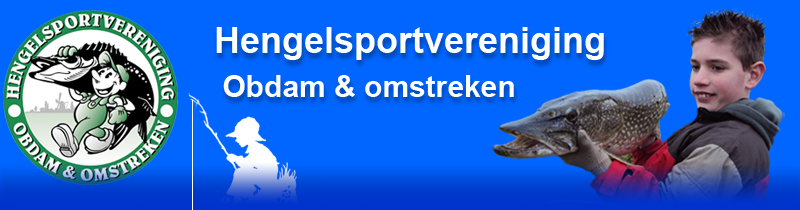 HENGELSPORTVERENIGING
OBDAM & OMSTREKEN
Hengelsportvereniging
Obdam & omstreken